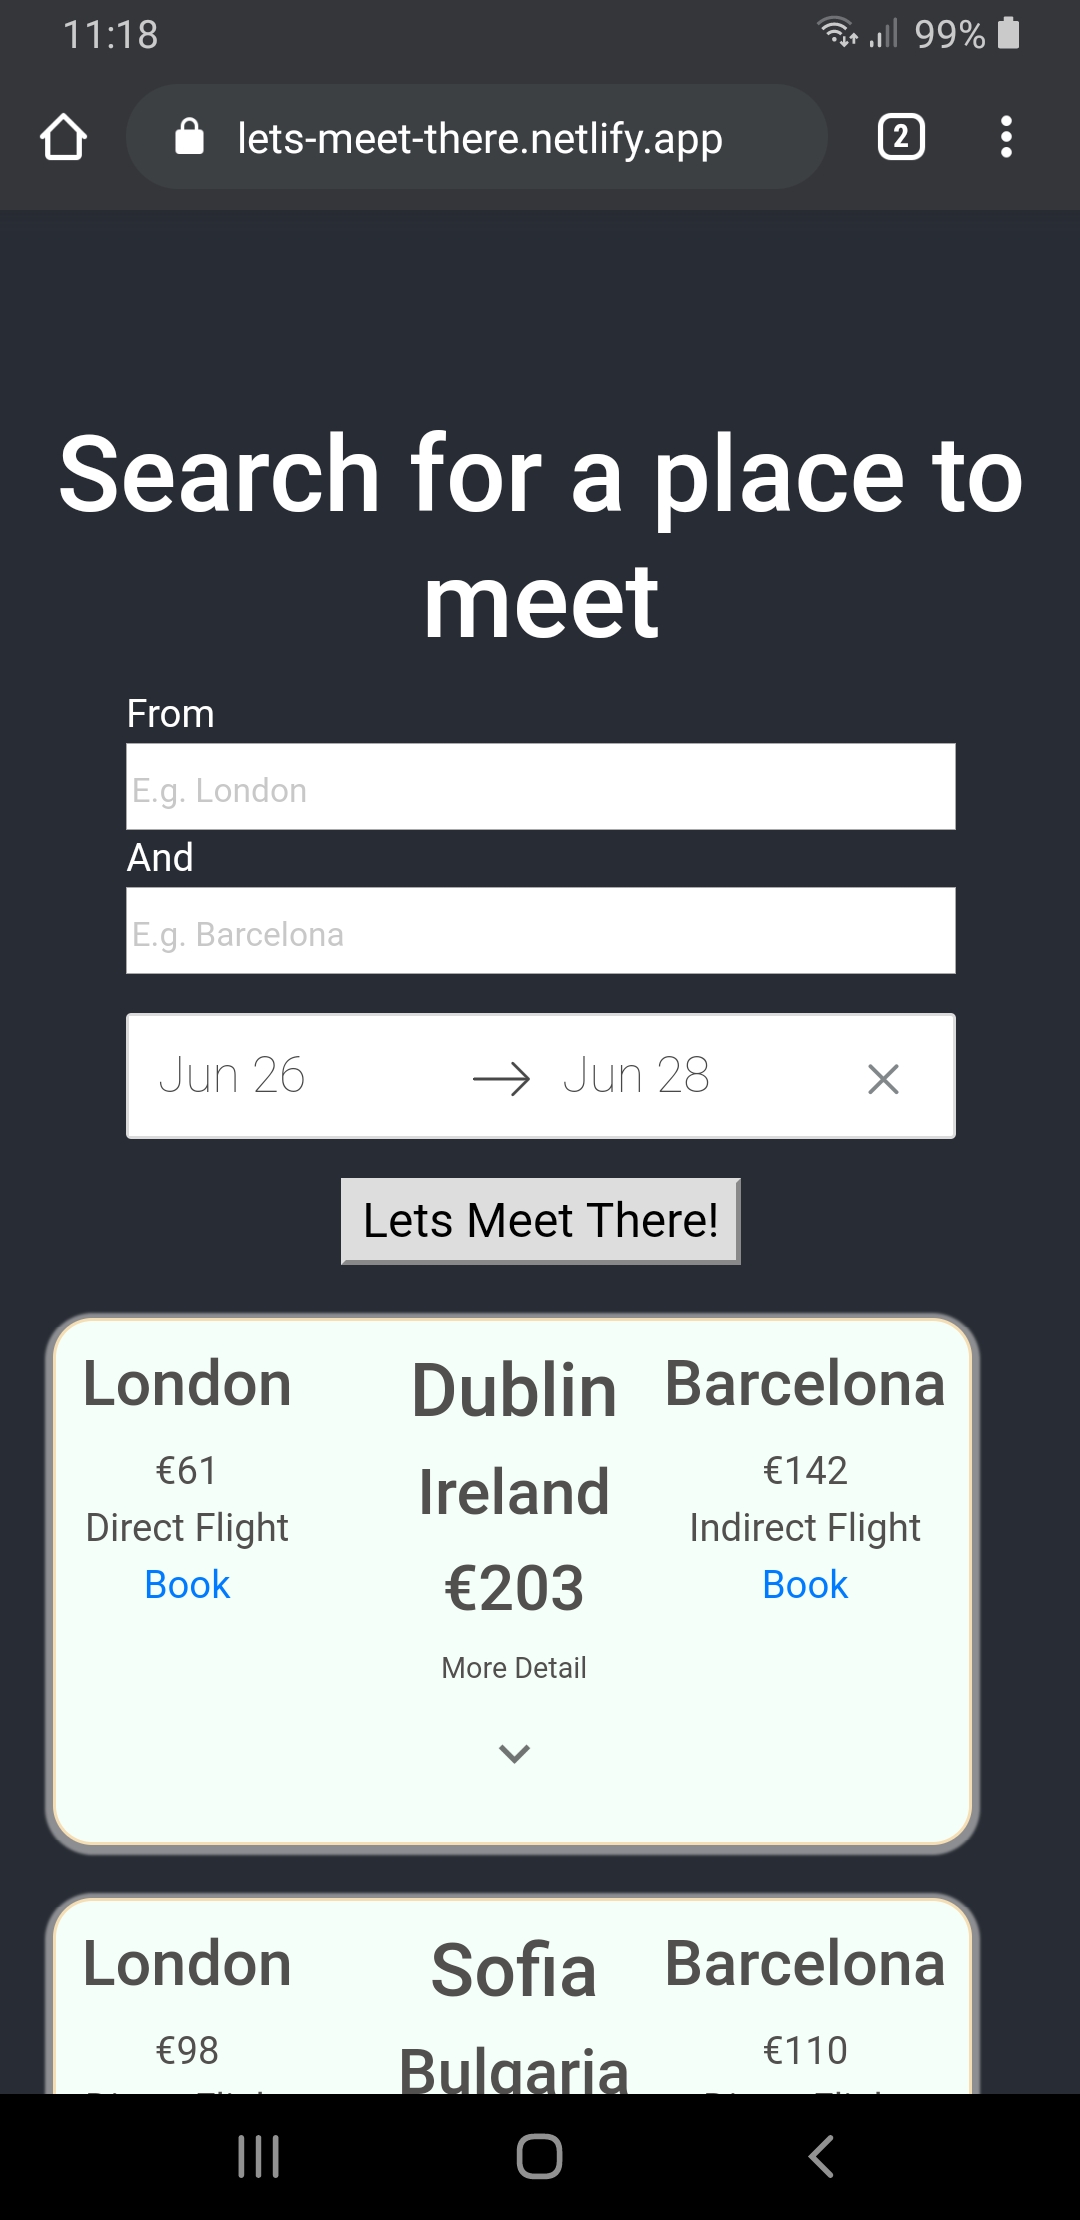 11:18
99%
lets-meet-there.netlify.app
2
Search for a place to
meet
From
E.g. London
And
E.g. Barcelona
Jun 26
Jun 28
Lets Meet There!
London
Dublin
Barcelona
€61
Ireland
€142
Direct Flight
Indirect Flight
Book
€203
Book
More Detail
London
Sofia
Barcelona
€98
Bulgaria
€110